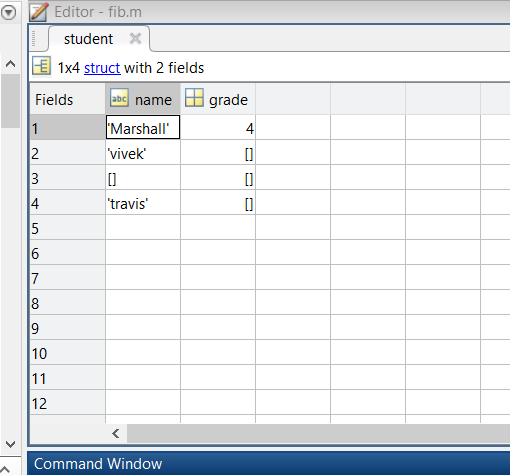 Editor - fib.m
student
1x4 struct with 2 fields
Fields abc name grade
1 'Marshall' 4
2 'vivek' []
3 [] []
4 'travis' []
5
6
7
8
9
10
11
12
Command Window